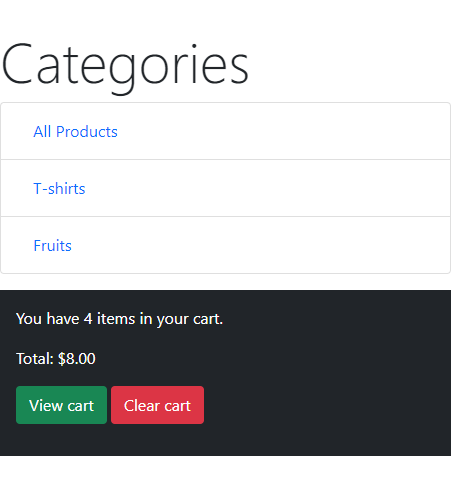 Categories
All Products
T-shirts
Fruits
You have 4 items in your cart.
Total: $8.00
View cart Clear cart